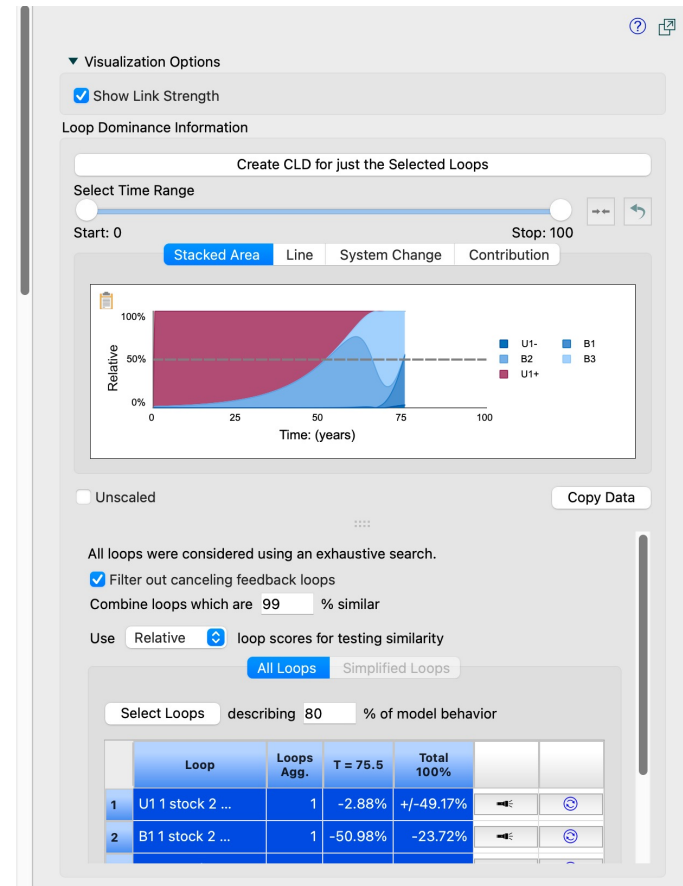 Visualization Options
Show Link Strength
Loop Dominance Information
Create CLD for just the Selected Loops
Select Time Range
Start: 0 Stop: 100
Stacked Area Line System Change Contribution
100%
50%
0%
Relative
0 25 50 75 100
Time: (years)
U1- B1
B2 B3
U1+
Unscaled Copy Data
All loops were considered using an exhaustive search.
Filter out canceling feedback loops
Combine loops which are 99 % similar
Use Relative loop scores for testing similarity
All Loops Simplified Loops
Select Loops describing 80 % of model behavior
Loop Loops Agg. T = 75.5 Total 100%
1 U1 1 stock 2 ... 1 -2.88% +/-49.17%
2 B1 1 stock 2 ... 1 -50.98% -23.72%